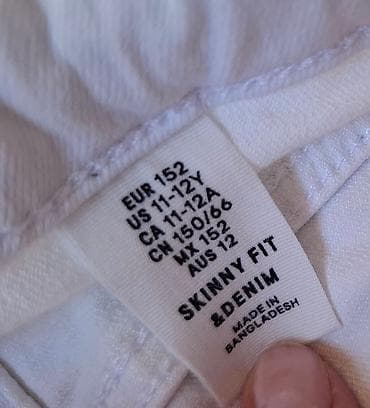 EUR 152
US 11-12Y
CA 11-12A
CN 150/66
MX 152
AUS 12
SKINNY FIT
&DENIM
MADE IN
BANGLADESH